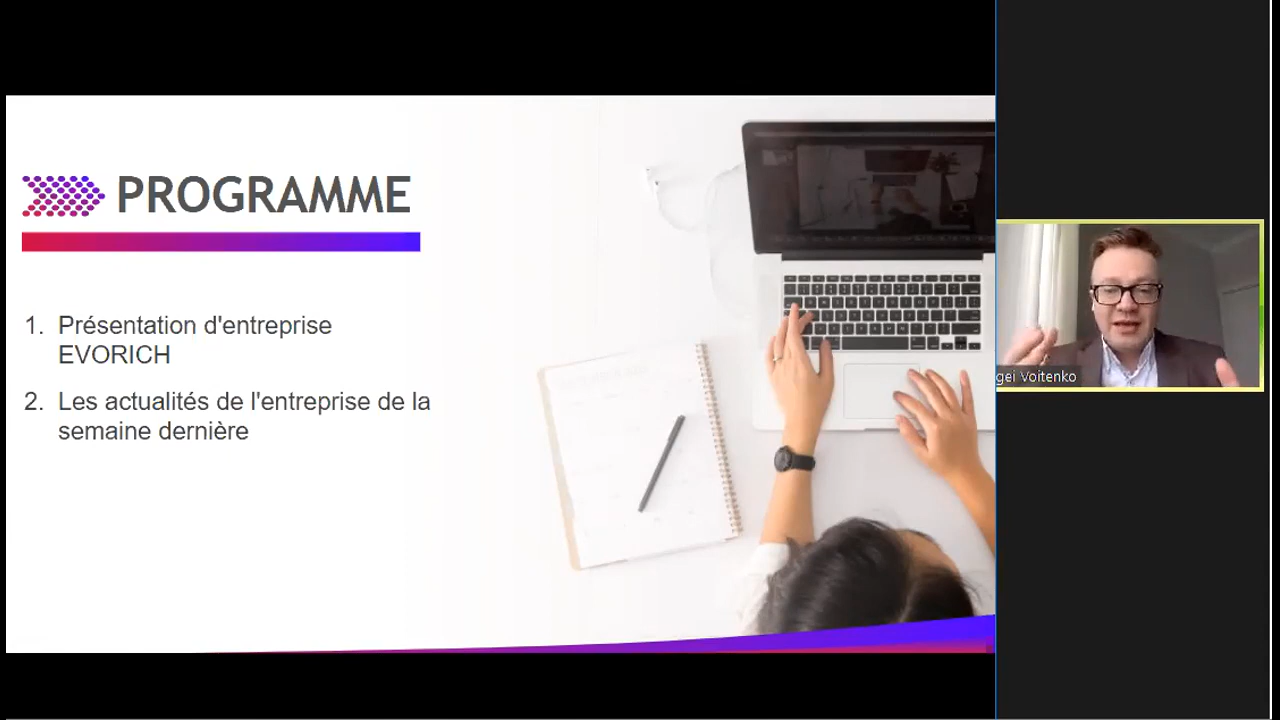 PROGRAMME
1. Présentation d'entreprise
EVORICH
2. Les actualités de l'entreprise de la
semaine dernière
gei Voitenko